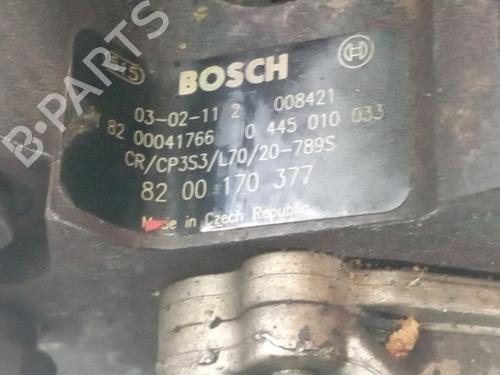 B-PARTS
BOSCH
03-02-11 2 008421
82 00041766 0 445 010 033
CR/CP3S3/L70/20-789S
82 00 170 377
Made in Czech Republic